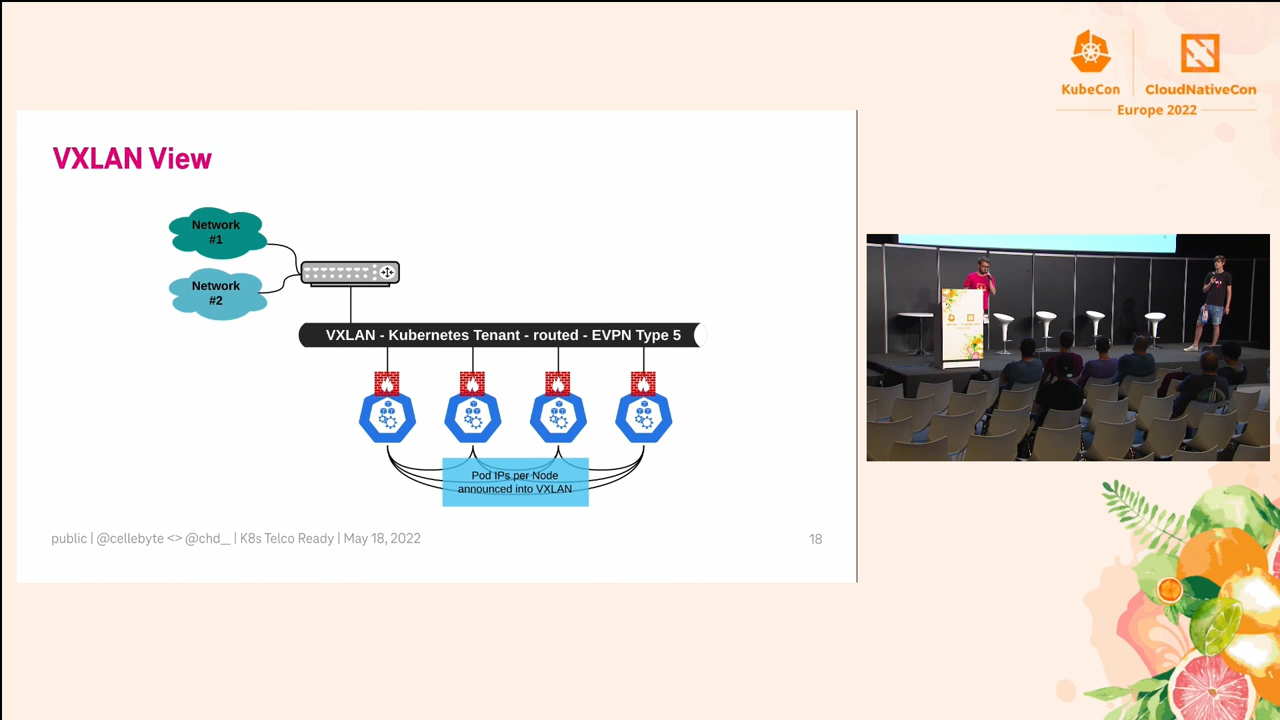 KubeCon
CloudNativeCon
Europe 2022
VXLAN View
Network
#1
Network
#2
VXLAN - Kubernetes Tenant - routed - EVPN Type 5
Pod IPs per Node
announced into VXLAN
public | @cellebyte <> @chd_ | K8s Telco Ready | May 18, 2022
18